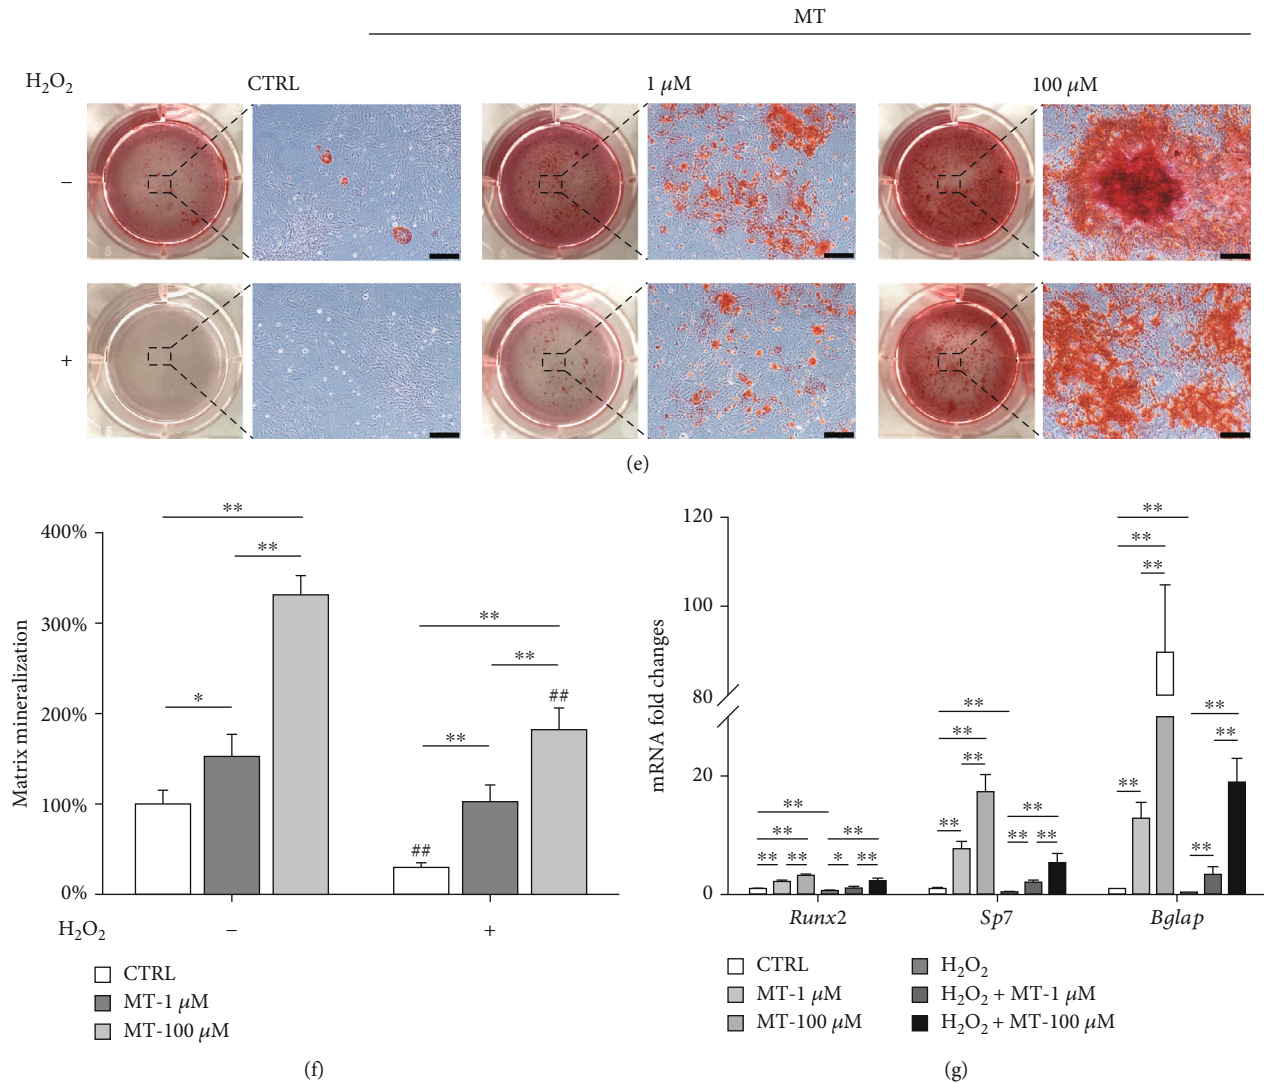 MT
H₂O₂ CTRL 1 μM 100 μM
−
+
(e)
** 
**
400%
300%
200%
100%
0%
Matrix mineralization
*
**
**
**
##
##
H₂O₂ − +
CTRL
MT-1 μM
MT-100 μM
(f)
120
100
80
20
0
mRNA fold changes
** ** **
** ** **
** ** **
** ** * **
** ** **
** ** ** **
** ** ** **
** **
Runx2 Sp7 Bglap
CTRL H₂O₂
MT-1 μM H₂O₂ + MT-1 μM
MT-100 μM H₂O₂ + MT-100 μM
(g)